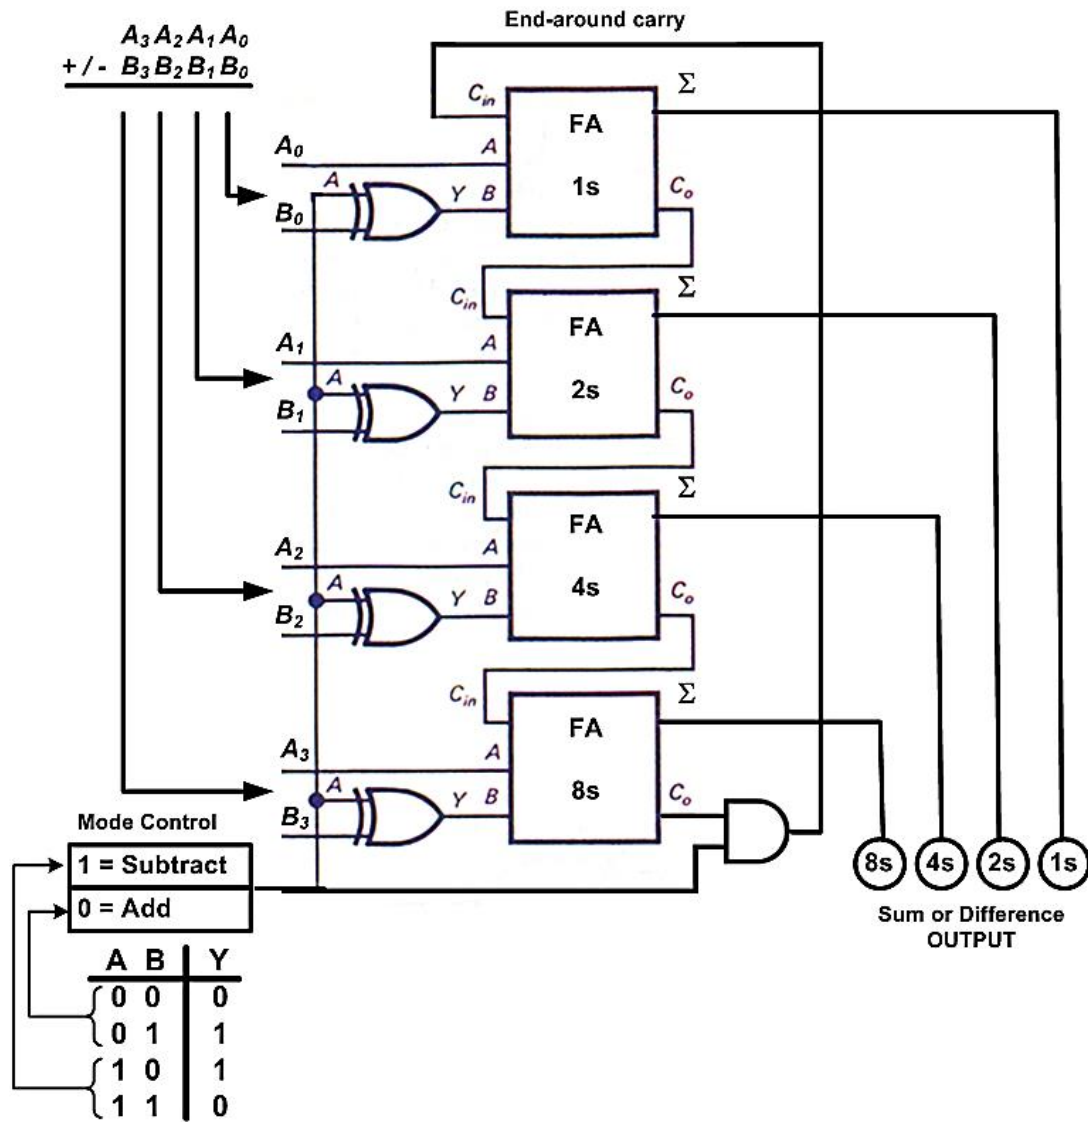 End-around carry
A3 A2 A1 A0
+ / - B3 B2 B1 B0
Cin
Σ
FA
A0
A
1s
Co
A
Y
B
B0
Cin
Σ
FA
A1
A
2s
Co
A
Y
B
B1
Cin
Σ
FA
A2
A
4s
Co
A
Y
B
B2
Cin
Σ
FA
A3
A
8s
Co
A
Y
B
B3
Mode Control
1 = Subtract
0 = Add
8s 4s 2s 1s
Sum or Difference
OUTPUT
A B Y
0 0 0
0 1 1
1 0 1
1 1 0